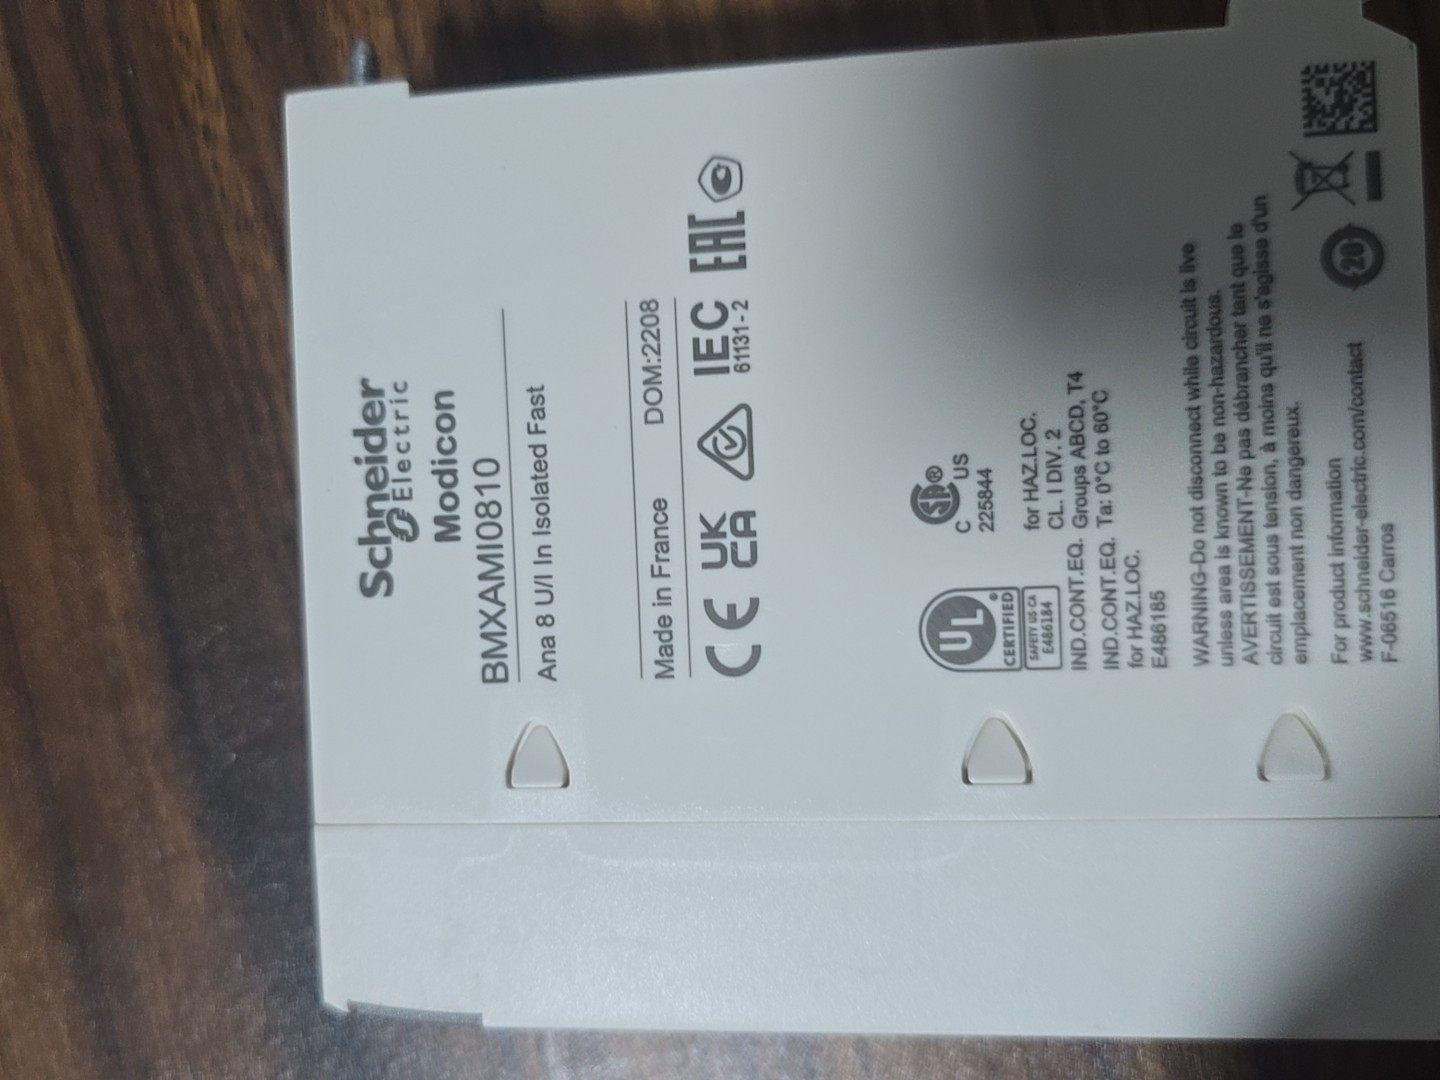 Schneider
Electric
Modicon
BMXAMI0810
Ana 8 U/I In Isolated Fast
Made in France DOM:2208
CE UK CA IEC 61131-2 EAC
UL CERTIFIED
SAFETY US CA
E486184
C SA® US
225844
for HAZ.LOC.
CL. I DIV. 2
IND.CONT.EQ. Groups ABCD, T4
IND.CONT.EQ. Ta: 0°C to 60°C
for HAZ.LOC.
E486185
WARNING-Do not disconnect while circuit is live
unless area is known to be non-hazardous.
AVERTISSEMENT-Ne pas débrancher tant que le
circuit est sous tension, à moins qu'il ne s'agisse d'un
emplacement non dangereux.
For product information
www.schneider-electric.com/contact
F-06516 Carros
20